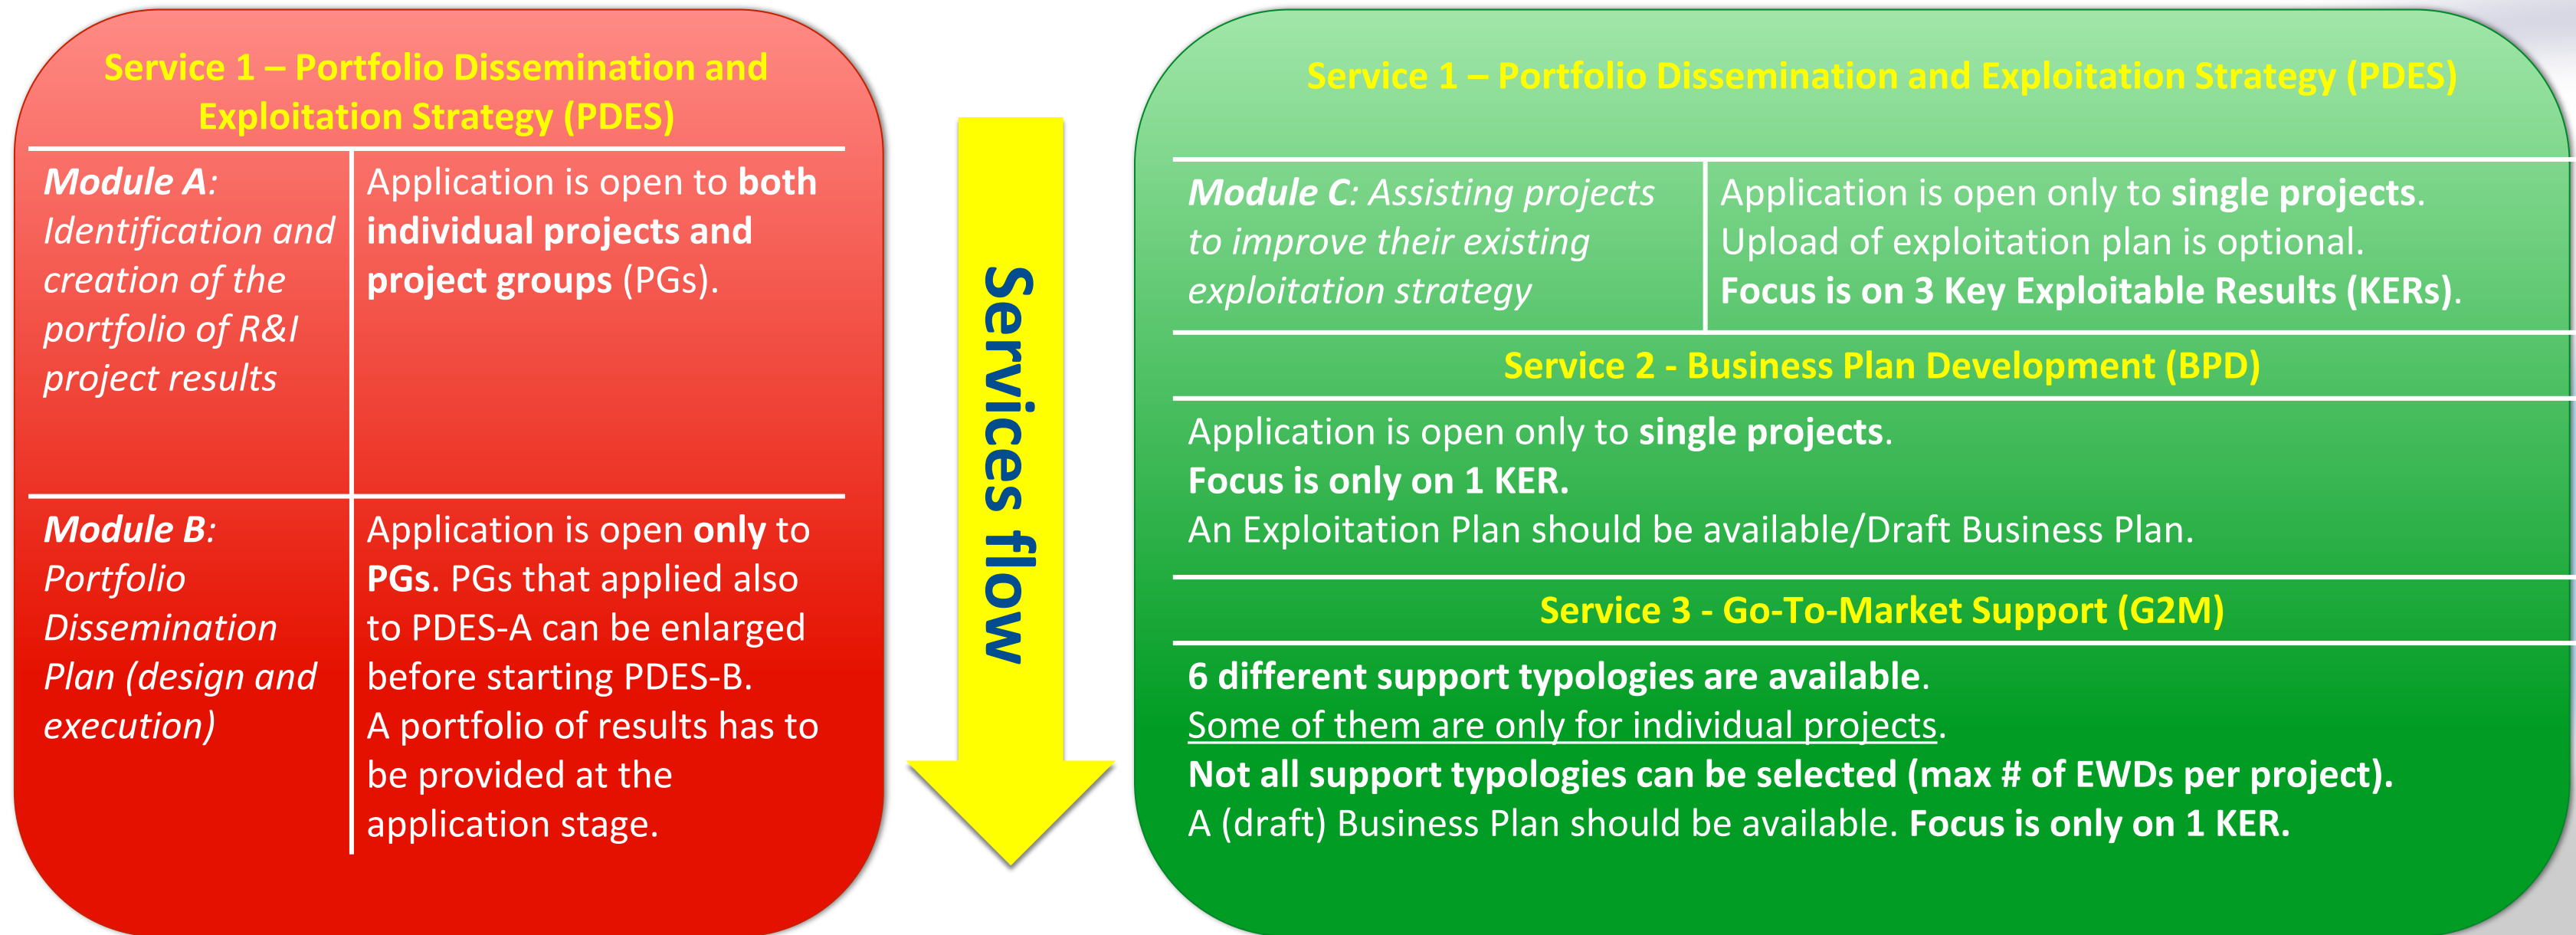 Service 1 – Portfolio Dissemination and
Exploitation Strategy (PDES)
Module A:
Identification and
creation of the
portfolio of R&I
project results
Application is open to both
individual projects and
project groups (PGs).
Module B:
Portfolio
Dissemination
Plan (design and
execution)
Application is open only to
PGs. PGs that applied also
to PDES-A can be enlarged
before starting PDES-B.
A portfolio of results has to
be provided at the
application stage.
Services flow
Service 1 – Portfolio Dissemination and Exploitation Strategy (PDES)
Module C: Assisting projects
to improve their existing
exploitation strategy
Application is open only to single projects.
Upload of exploitation plan is optional.
Focus is on 3 Key Exploitable Results (KERs).
Service 2 - Business Plan Development (BPD)
Application is open only to single projects.
Focus is only on 1 KER.
An Exploitation Plan should be available/Draft Business Plan.
Service 3 - Go-To-Market Support (G2M)
6 different support typologies are available.
Some of them are only for individual projects.
Not all support typologies can be selected (max # of EWDs per project).
A (draft) Business Plan should be available. Focus is only on 1 KER.